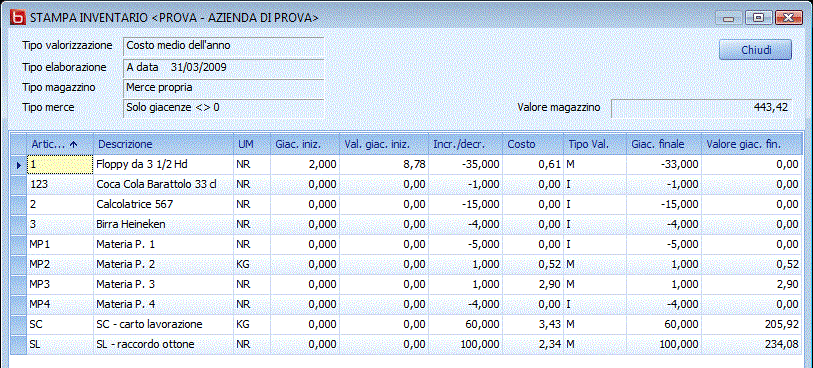 STAMPA INVENTARIO <PROVA - AZIENDA DI PROVA>
Tipo valorizzazione Costo medio dell'anno Chiudi
Tipo elaborazione A data 31/03/2009
Tipo magazzino Merce propria
Tipo merce Solo giacenze <> 0 Valore magazzino 443,42
Artic... Descrizione UM Giac. iniz. Val. giac. iniz. Incr./decr. Costo Tipo Val. Giac. finale Valore giac. fin.
1 Floppy da 3 1/2 Hd NR 2,000 8,78 -35,000 0,61 M -33,000 0,00
123 Coca Cola Barattolo 33 cl NR 0,000 0,00 -1,000 0,00 I -1,000 0,00
2 Calcolatrice 567 NR 0,000 0,00 -15,000 0,00 I -15,000 0,00
3 Birra Heineken NR 0,000 0,00 -4,000 0,00 I -4,000 0,00
MP1 Materia P. 1 NR 0,000 0,00 -5,000 0,00 I -5,000 0,00
MP2 Materia P. 2 KG 0,000 0,00 1,000 0,52 M 1,000 0,52
MP3 Materia P. 3 NR 0,000 0,00 1,000 2,90 M 1,000 2,90
MP4 Materia P. 4 NR 0,000 0,00 -4,000 0,00 I -4,000 0,00
SC SC - carto lavorazione KG 0,000 0,00 60,000 3,43 M 60,000 205,92
SL SL - raccordo ottone NR 0,000 0,00 100,000 2,34 M 100,000 234,08